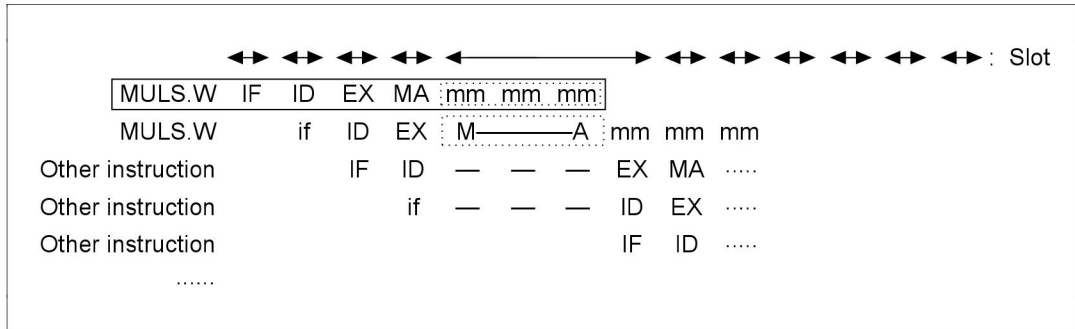 : Slot
MULS.W IF ID EX MA mm mm mm
MULS.W if ID EX M——A mm mm mm
Other instruction IF ID — — — EX MA .....
Other instruction if — — — ID EX .....
Other instruction IF ID .....
......